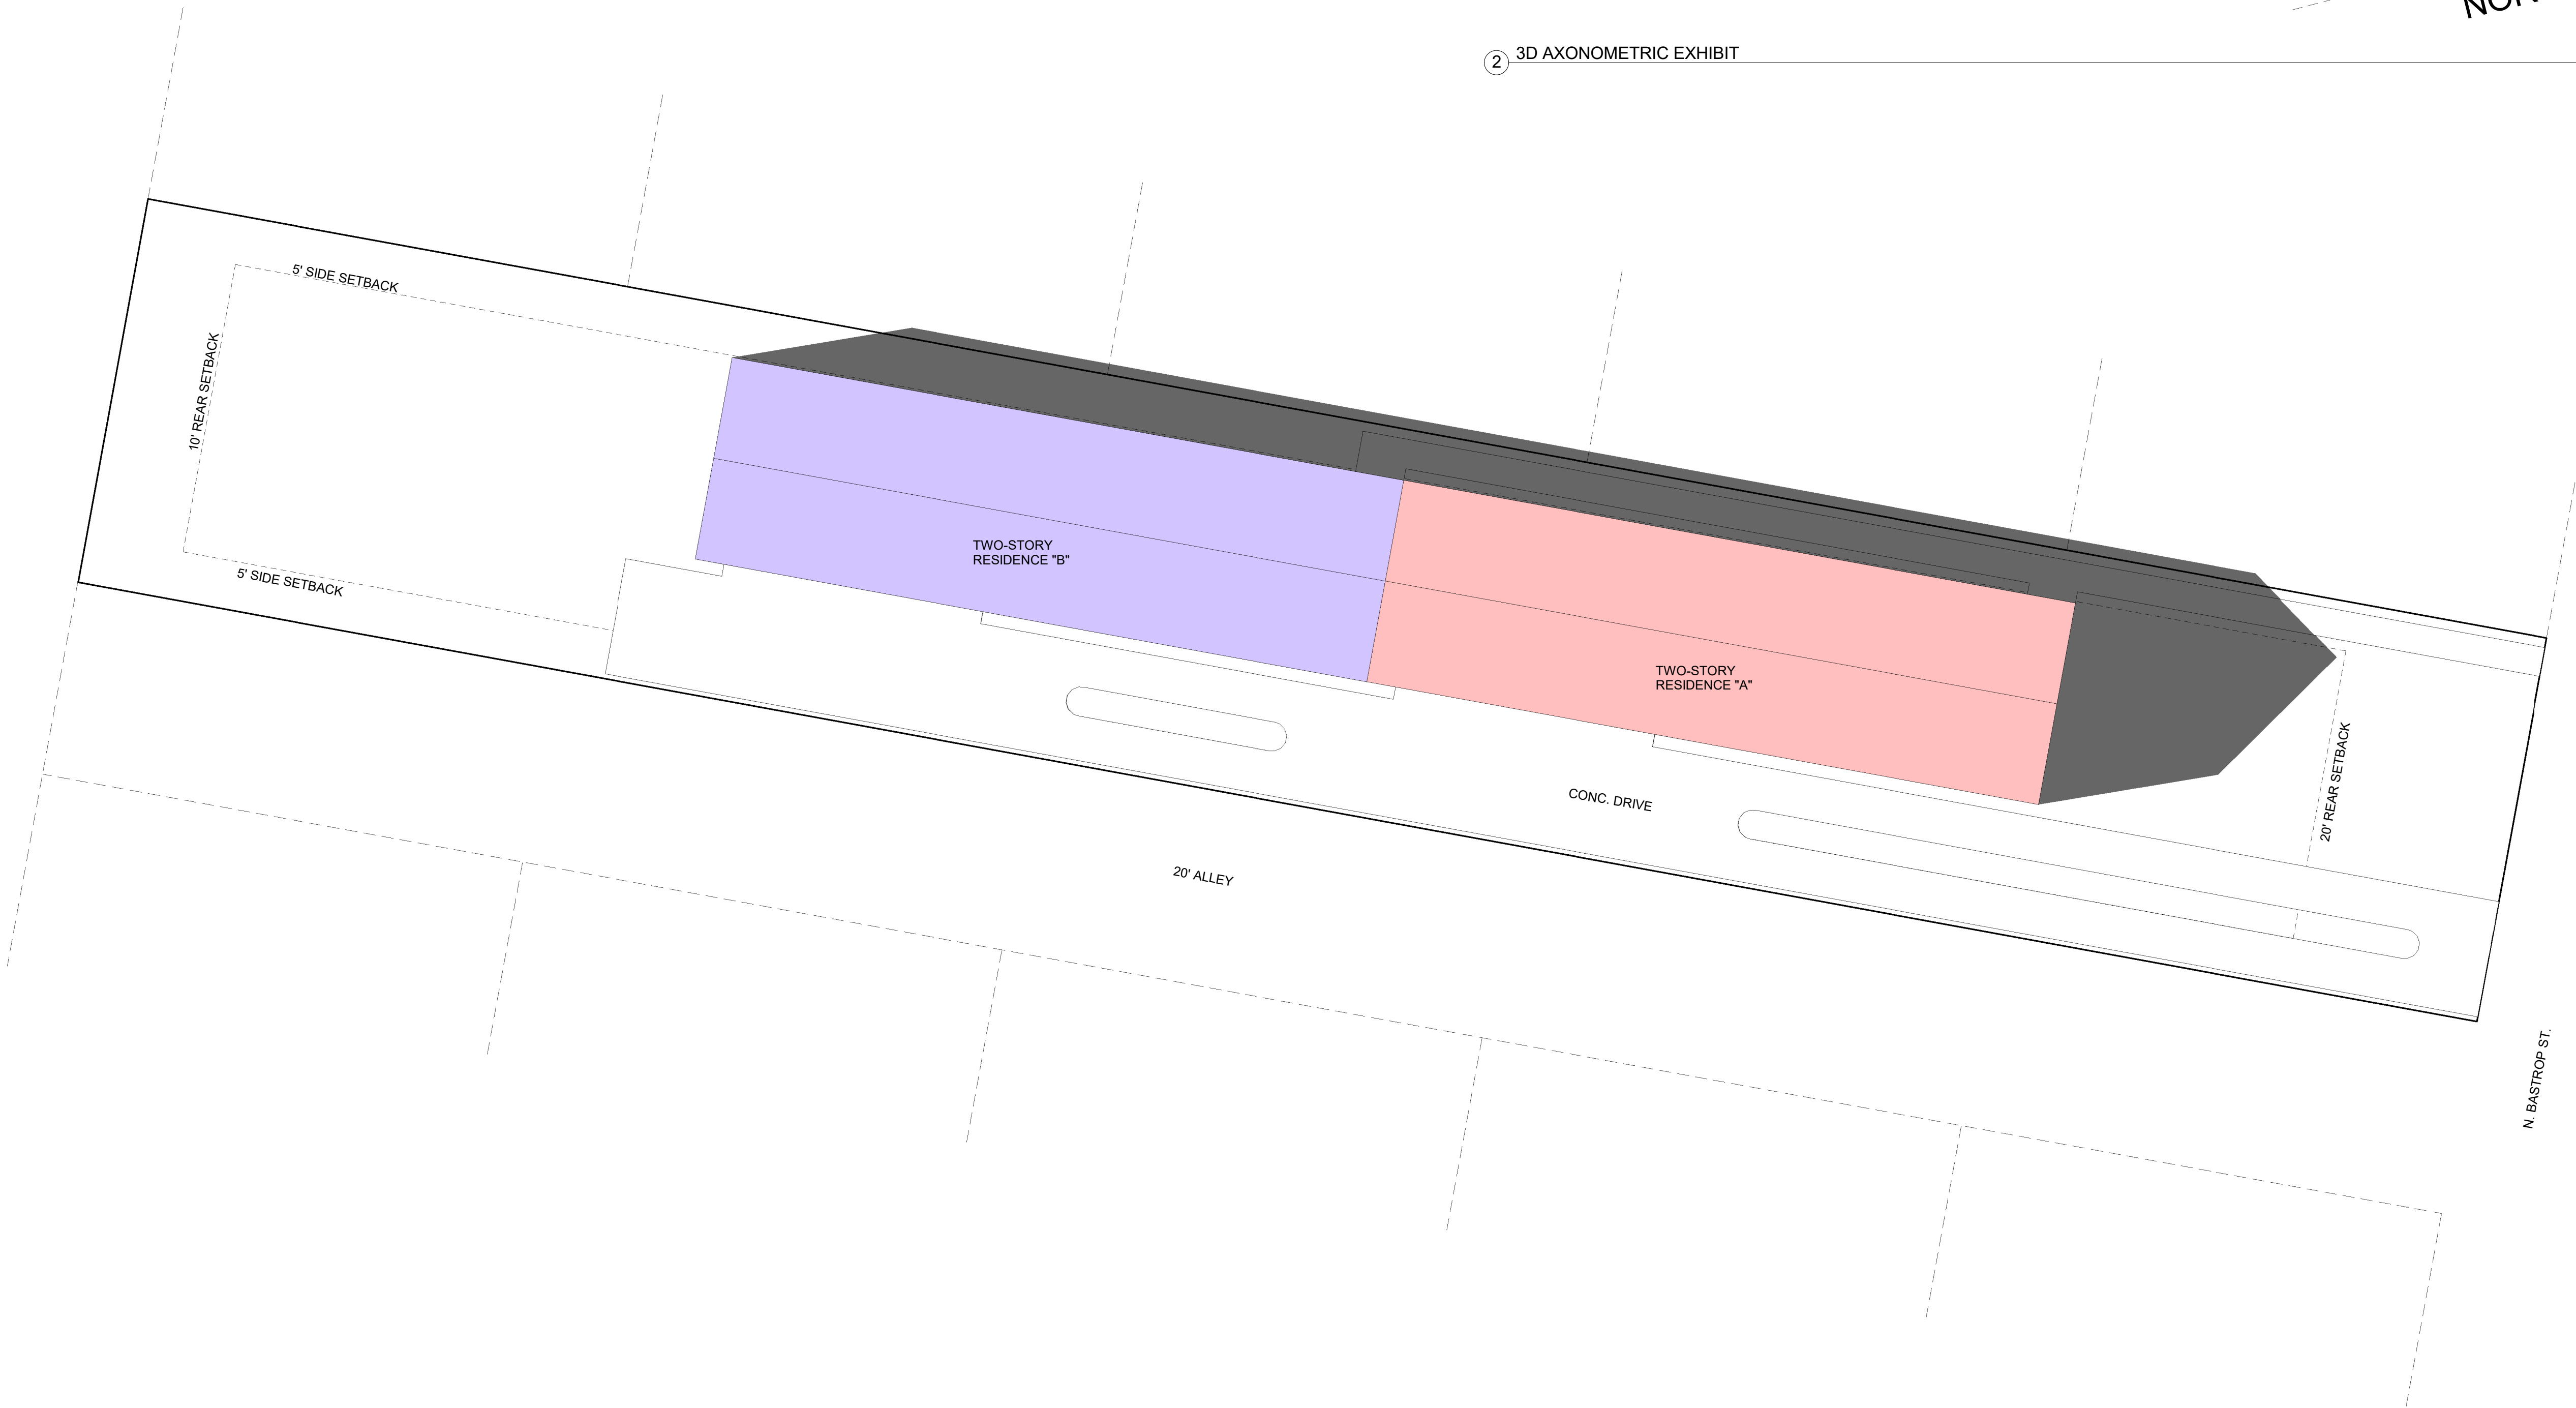 2
3D AXONOMETRIC EXHIBIT
5' SIDE SETBACK
10' REAR SETBACK
5' SIDE SETBACK
TWO-STORY
RESIDENCE "B"
TWO-STORY
RESIDENCE "A"
CONC. DRIVE
20' REAR SETBACK
20' ALLEY
N. BASTROP ST.